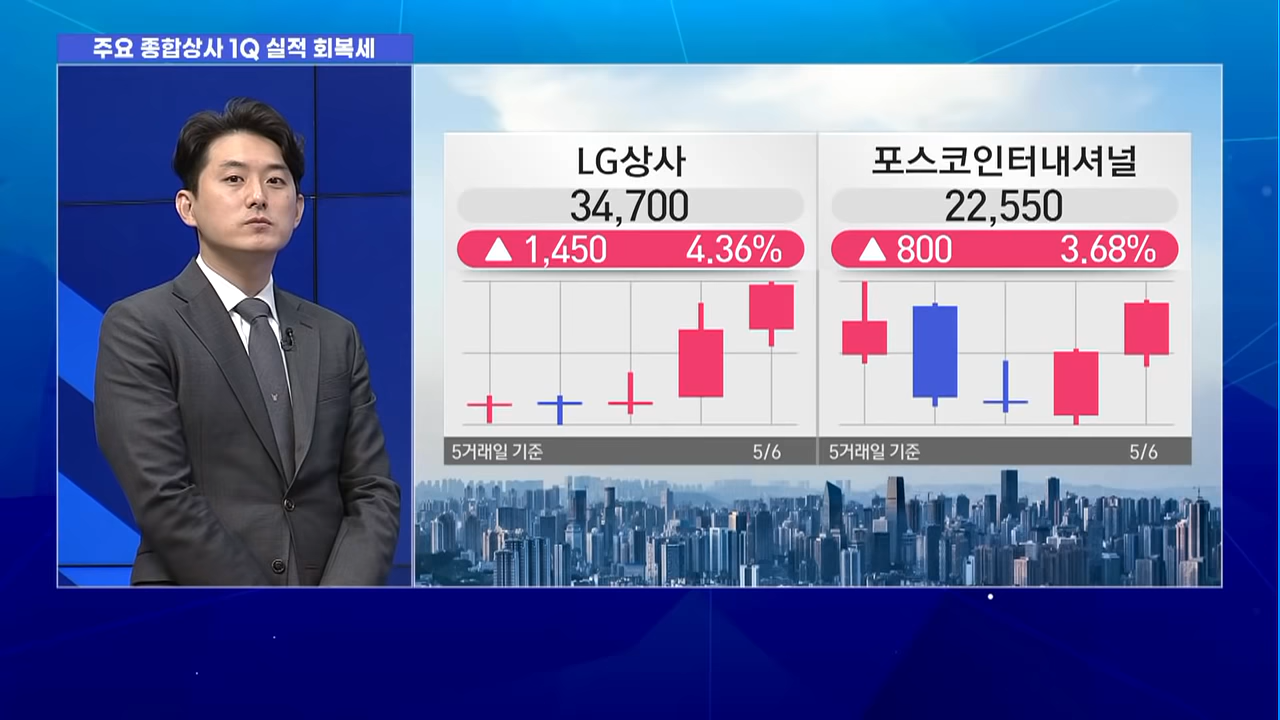 주요 종합상사 1Q 실적 회복세
LG상사
34,700
▲ 1,450 4.36%
5거래일 기준 5/6
포스코인터내셔널
22,550
▲ 800 3.68%
5거래일 기준 5/6